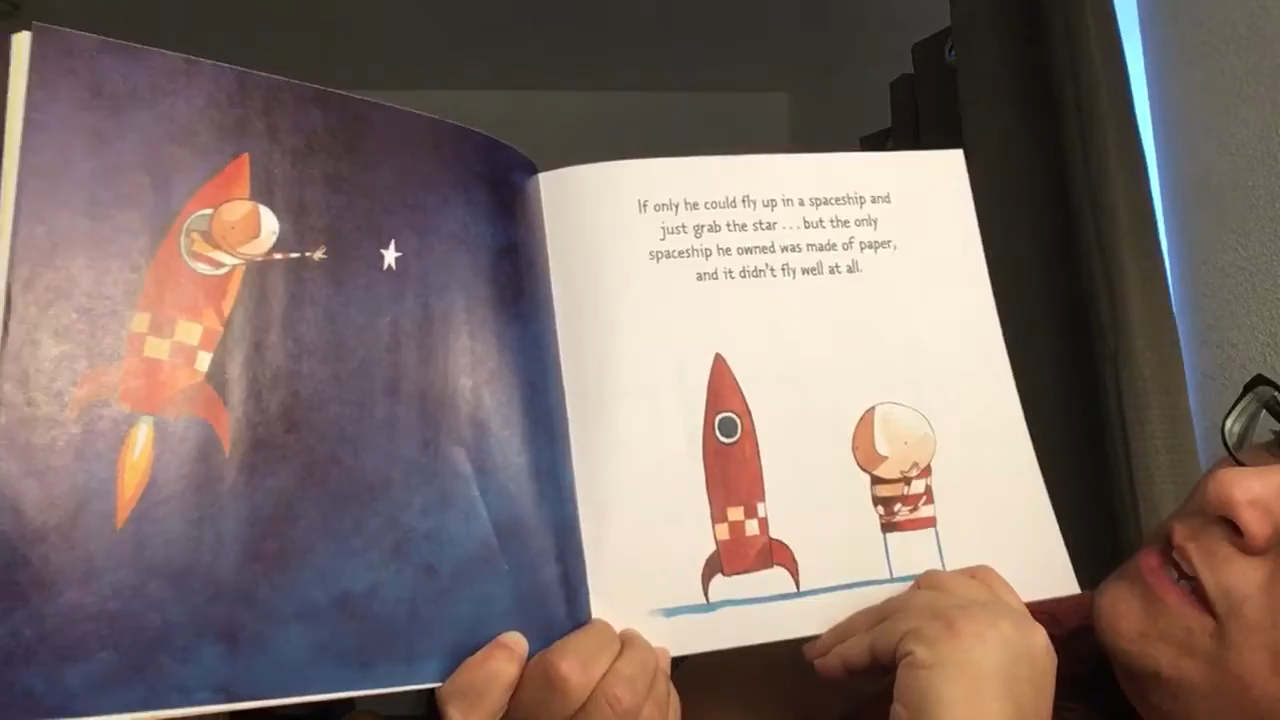 If only he could fly up in a spaceship and
just grab the star . . . but the only
spaceship he owned was made of paper,
and it didn't fly well at all.